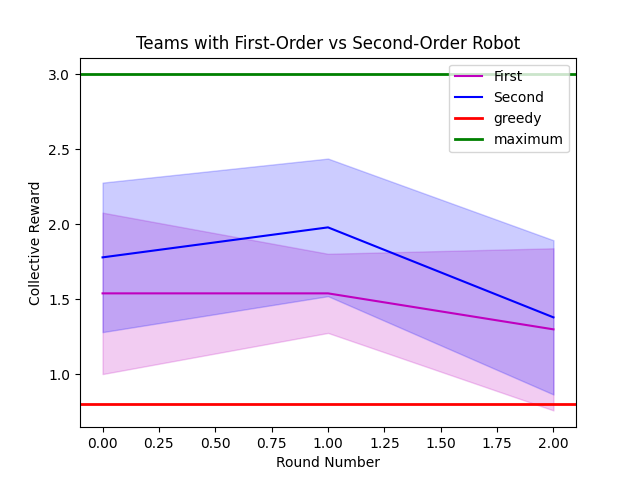 Teams with First-Order vs Second-Order Robot
3.0
2.5
2.0
1.5
1.0
Collective Reward
First
Second
greedy
maximum
0.00 0.25 0.50 0.75 1.00 1.25 1.50 1.75 2.00
Round Number